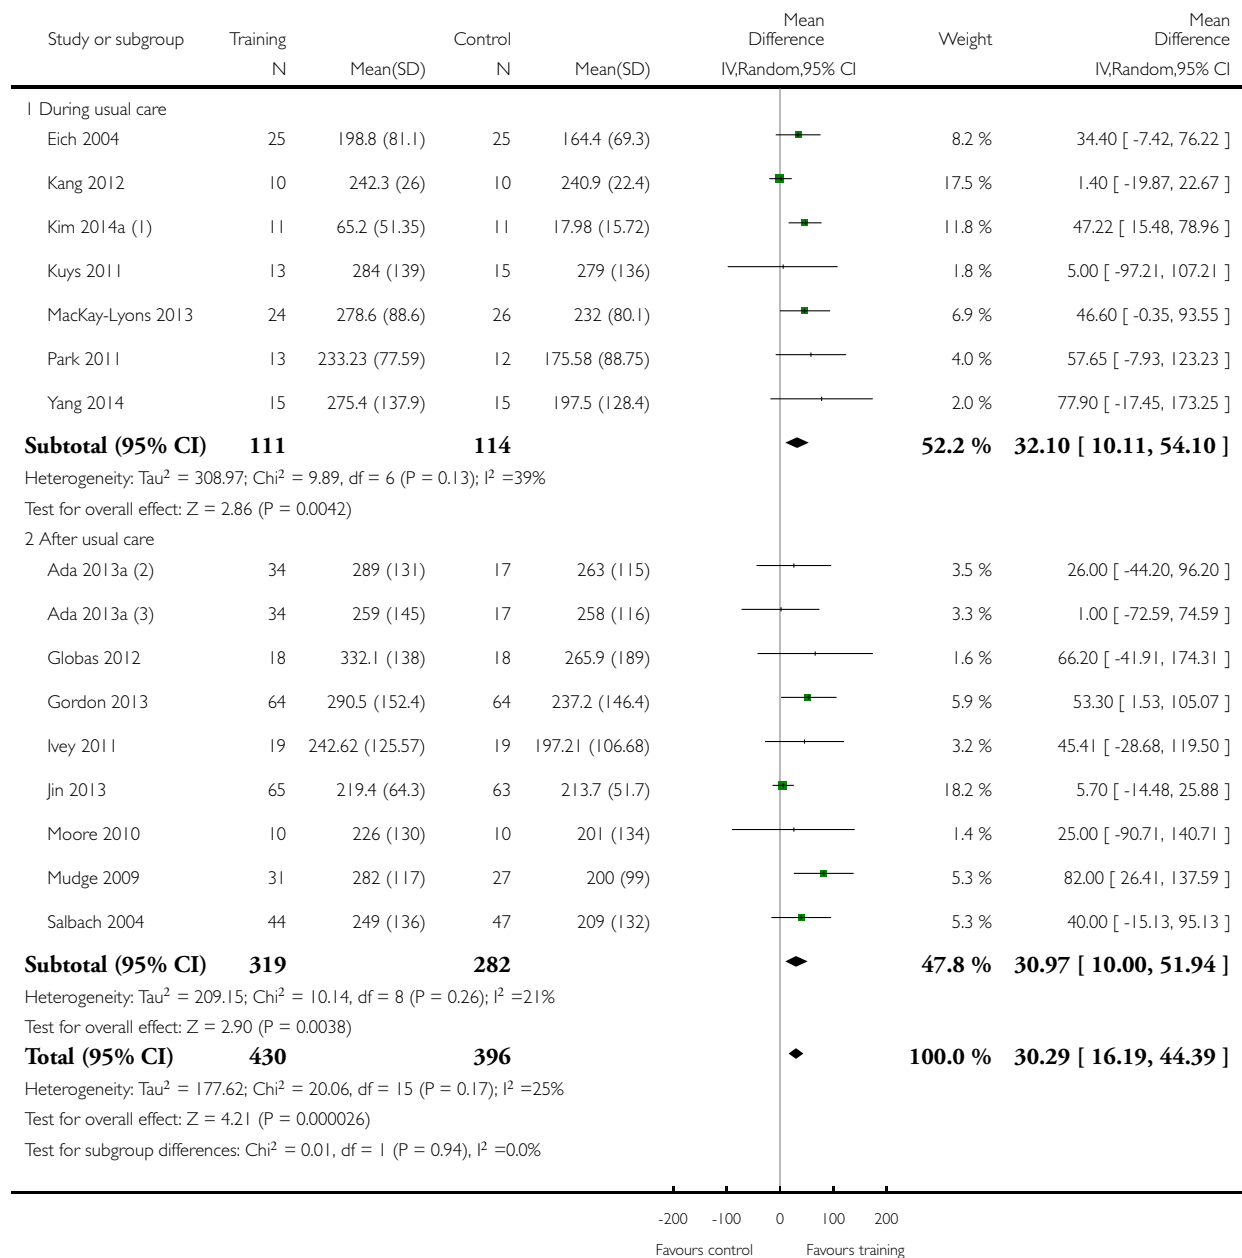 Study or subgroup Training Control Mean Difference Weight Mean Difference
N Mean(SD) N Mean(SD) IV,Random,95% CI IV,Random,95% CI
1 During usual care
Eich 2004 25 198.8 (81.1) 25 164.4 (69.3) 8.2 % 34.40 [ -7.42, 76.22 ]
Kang 2012 10 242.3 (26) 10 240.9 (22.4) 17.5 % 1.40 [ -19.87, 22.67 ]
Kim 2014a (1) 11 65.2 (51.35) 11 17.98 (15.72) 11.8 % 47.22 [ 15.48, 78.96 ]
Kuys 2011 13 284 (139) 15 279 (136) 1.8 % 5.00 [ -97.21, 107.21 ]
MacKay-Lyons 2013 24 278.6 (88.6) 26 232 (80.1) 6.9 % 46.60 [ -0.35, 93.55 ]
Park 2011 13 233.23 (77.59) 12 175.58 (88.75) 4.0 % 57.65 [ -7.93, 123.23 ]
Yang 2014 15 275.4 (137.9) 15 197.5 (128.4) 2.0 % 77.90 [ -17.45, 173.25 ]
Subtotal (95% CI) 111 114 52.2 % 32.10 [ 10.11, 54.10 ]
Heterogeneity: Tau² = 308.97; Chi² = 9.89, df = 6 (P = 0.13); I² =39%
Test for overall effect: Z = 2.86 (P = 0.0042)
2 After usual care
Ada 2013a (2) 34 289 (131) 17 263 (115) 3.5 % 26.00 [ -44.20, 96.20 ]
Ada 2013a (3) 34 259 (145) 17 258 (116) 3.3 % 1.00 [ -72.59, 74.59 ]
Globas 2012 18 332.1 (138) 18 265.9 (189) 1.6 % 66.20 [ -41.91, 174.31 ]
Gordon 2013 64 290.5 (152.4) 64 237.2 (146.4) 5.9 % 53.30 [ 1.53, 105.07 ]
Ivey 2011 19 242.62 (125.57) 19 197.21 (106.68) 3.2 % 45.41 [ -28.68, 119.50 ]
Jin 2013 65 219.4 (64.3) 63 213.7 (51.7) 18.2 % 5.70 [ -14.48, 25.88 ]
Moore 2010 10 226 (130) 10 201 (134) 1.4 % 25.00 [ -90.71, 140.71 ]
Mudge 2009 31 282 (117) 27 200 (99) 5.3 % 82.00 [ 26.41, 137.59 ]
Salbach 2004 44 249 (136) 47 209 (132) 5.3 % 40.00 [ -15.13, 95.13 ]
Subtotal (95% CI) 319 282 47.8 % 30.97 [ 10.00, 51.94 ]
Heterogeneity: Tau² = 209.15; Chi² = 10.14, df = 8 (P = 0.26); I² =21%
Test for overall effect: Z = 2.90 (P = 0.0038)
Total (95% CI) 430 396 100.0 % 30.29 [ 16.19, 44.39 ]
Heterogeneity: Tau² = 177.62; Chi² = 20.06, df = 15 (P = 0.17); I² =25%
Test for overall effect: Z = 4.21 (P = 0.000026)
Test for subgroup differences: Chi² = 0.01, df = 1 (P = 0.94), I² =0.0%
-200 -100 0 100 200
Favours control Favours training